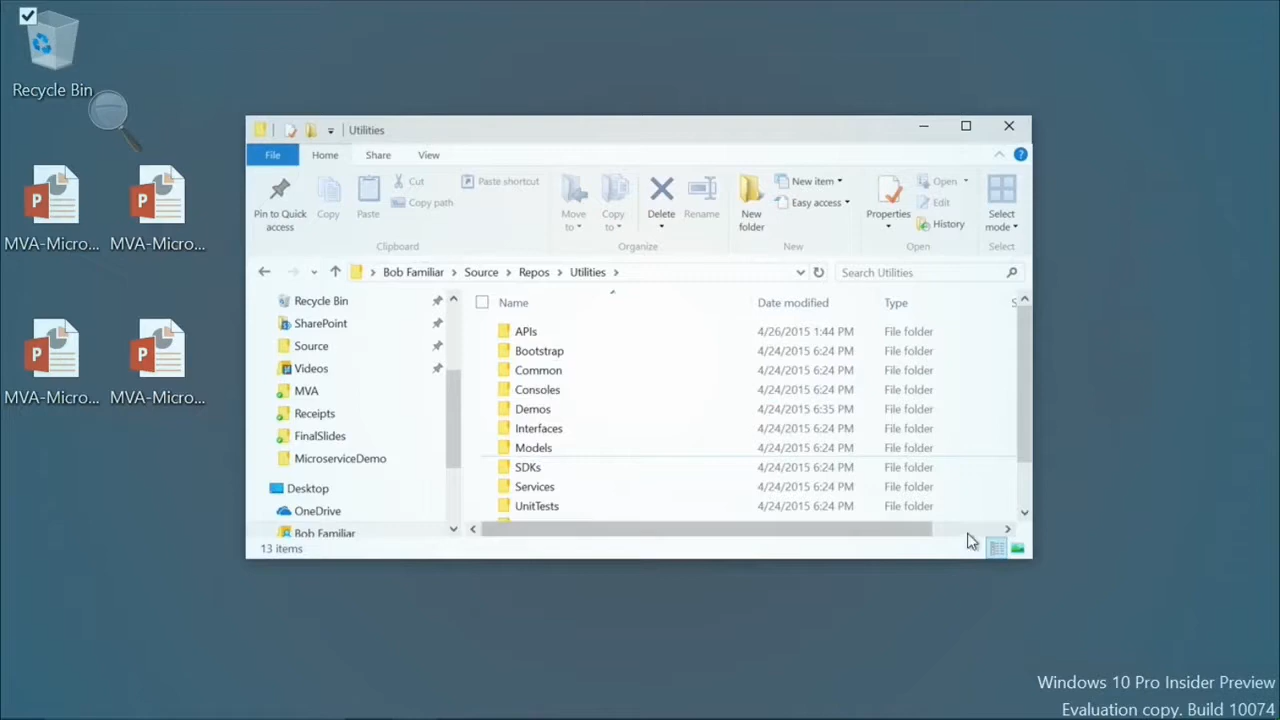 Recycle Bin
MVA-Micro...
MVA-Micro...
MVA-Micro...
MVA-Micro...
Utilities
File
Home
Share
View
Pin to Quick access
Copy
Paste
Cut
Copy path
Paste shortcut
Clipboard
Move to
Copy to
Delete
Rename
Organize
New folder
New item
Easy access
New
Properties
Open
Edit
History
Open
Select mode
Select
Bob Familiar
Source
Repos
Utilities
Search Utilities
Recycle Bin
SharePoint
Source
Videos
MVA
Receipts
FinalSlides
MicroserviceDemo
Desktop
OneDrive
Bob Familiar
Name Date modified Type
APIs 4/26/2015 1:44 PM File folder
Bootstrap 4/24/2015 6:24 PM File folder
Common 4/24/2015 6:24 PM File folder
Consoles 4/24/2015 6:24 PM File folder
Demos 4/24/2015 6:35 PM File folder
Interfaces 4/24/2015 6:24 PM File folder
Models 4/24/2015 6:24 PM File folder
SDKs 4/24/2015 6:24 PM File folder
Services 4/24/2015 6:24 PM File folder
UnitTests 4/24/2015 6:24 PM File folder
13 items
Windows 10 Pro Insider Preview
Evaluation copy. Build 10074